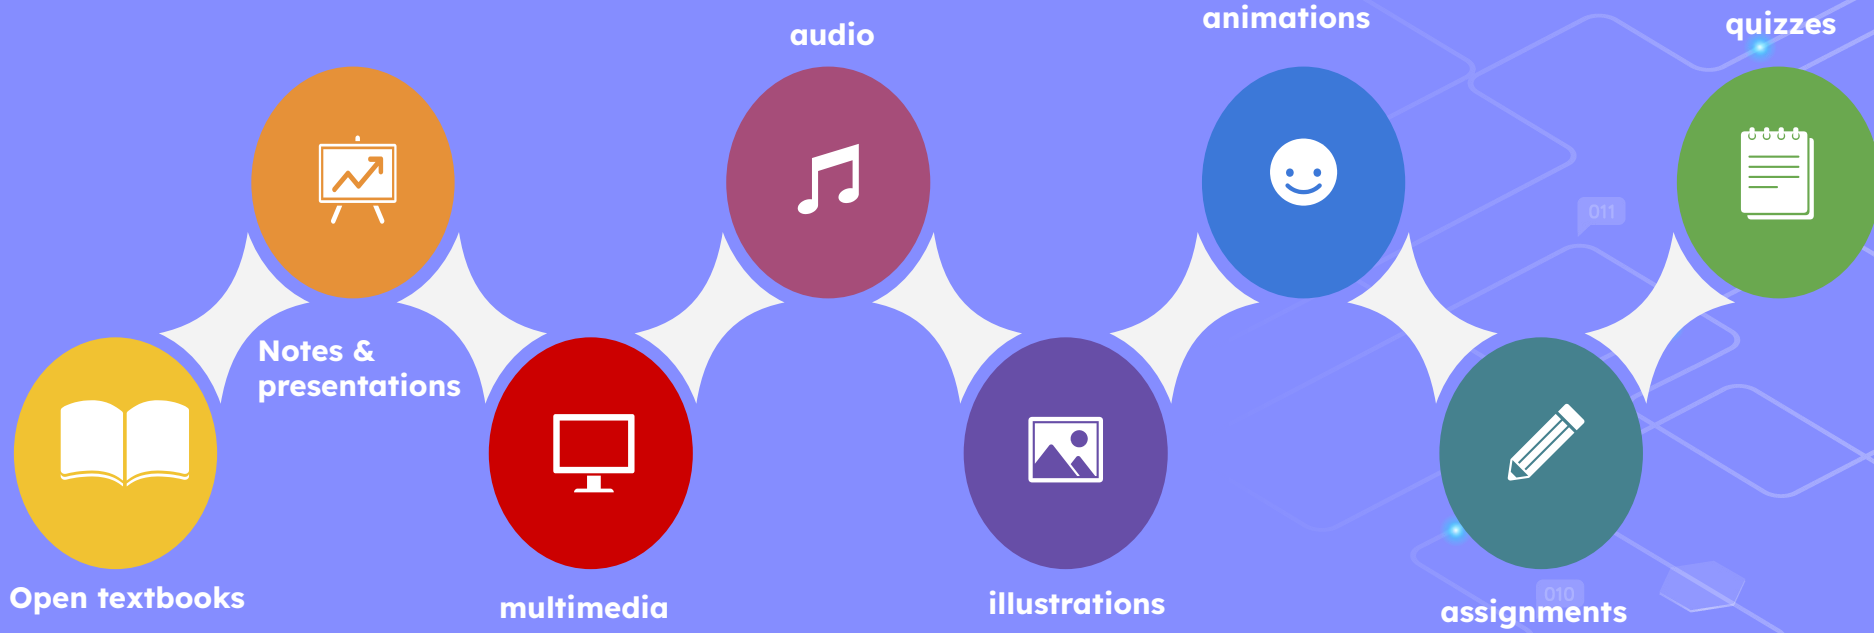 audio
animations
quizzes
011
Notes &
presentations
Open textbooks
multimedia
illustrations
010
assignments